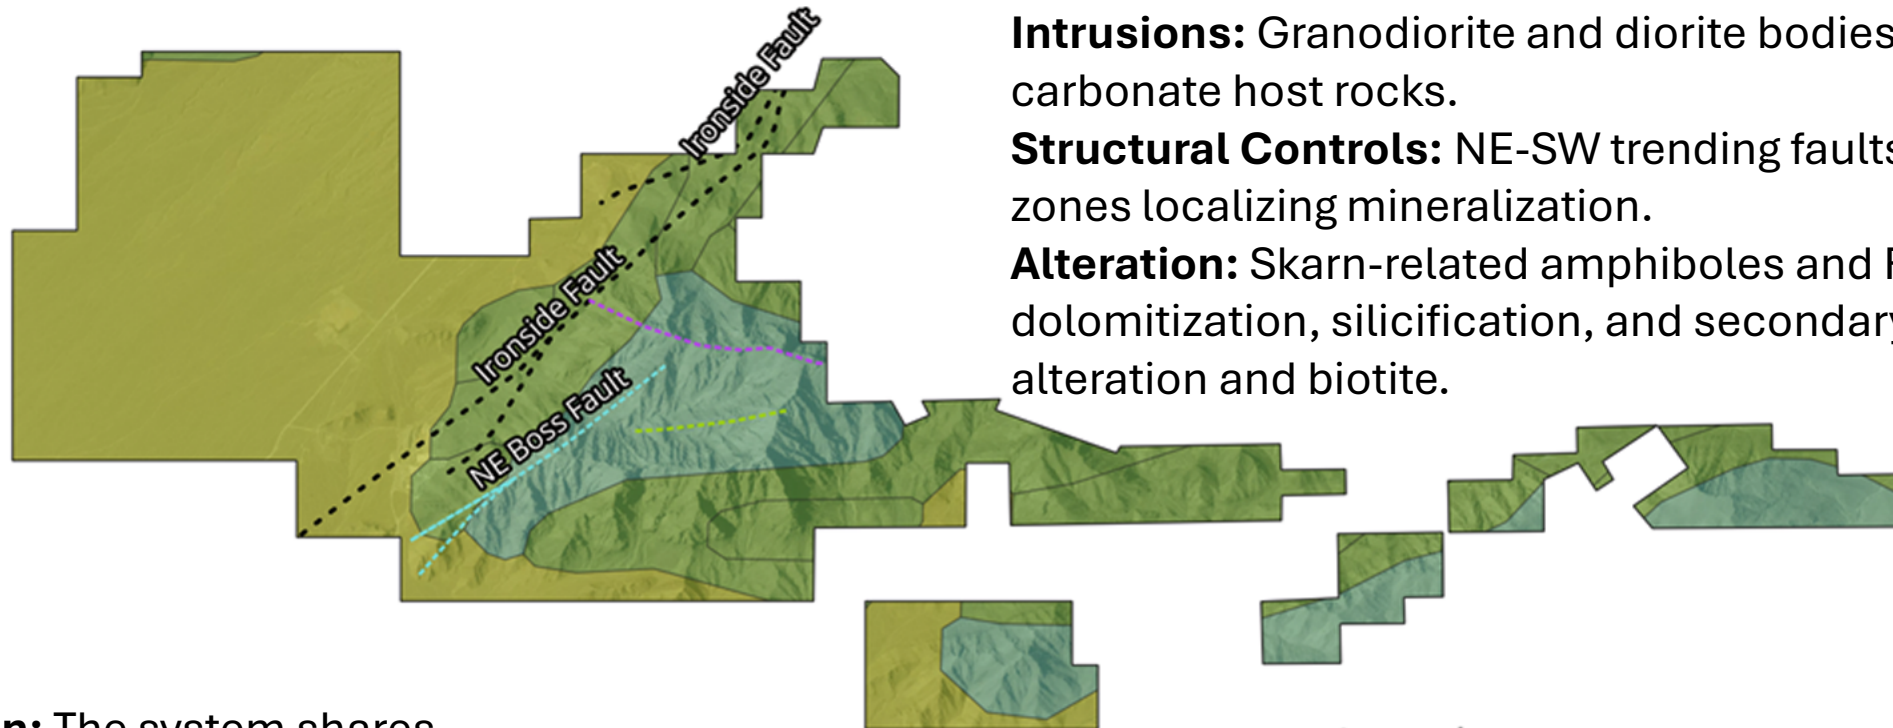 Ironside Fault
Intrusions: Granodiorite and diorite bodies
carbonate host rocks.
Structural Controls: NE-SW trending faults
zones localizing mineralization.
Alteration: Skarn-related amphiboles and
dolomitization, silicification, and secondary
alteration and biotite.
Ironside Fault
NE Boss Fault
n: The system shares